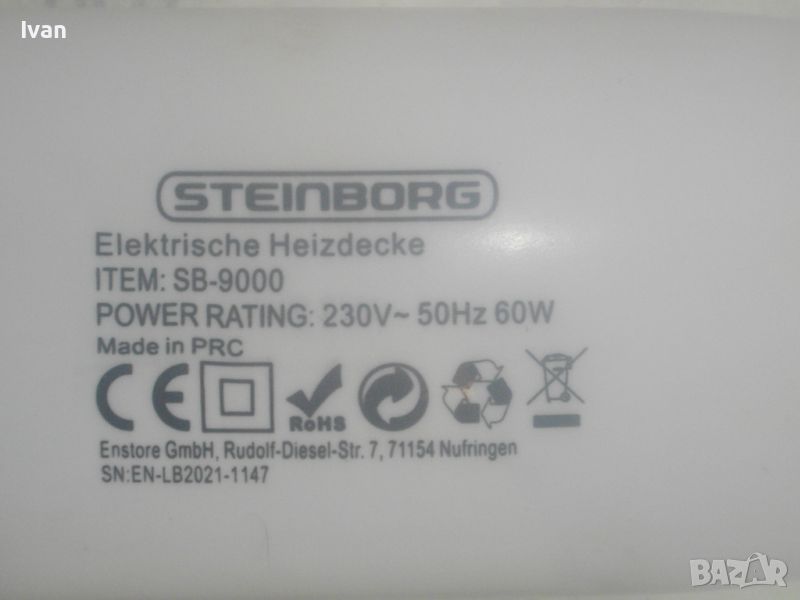 Ivan
STEINBORG
Elektrische Heizdecke
ITEM: SB-9000
POWER RATING: 230V~ 50Hz 60W
Made in PRC
CE RoHS
Enstore GmbH, Rudolf-Diesel-Str. 7, 71154 Nufringen
SN:EN-LB2021-1147
BAZAR